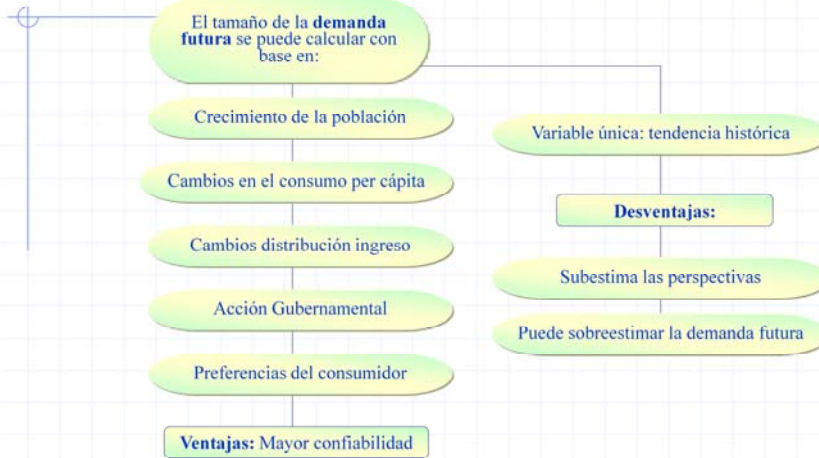 El tamaño de la demanda
futura se puede calcular con
base en:
Crecimiento de la población
Cambios en el consumo per cápita
Cambios distribución ingreso
Acción Gubernamental
Preferencias del consumidor
Ventajas: Mayor confiabilidad
Variable única: tendencia histórica
Desventajas:
Subestima las perspectivas
Puede sobreestimar la demanda futura